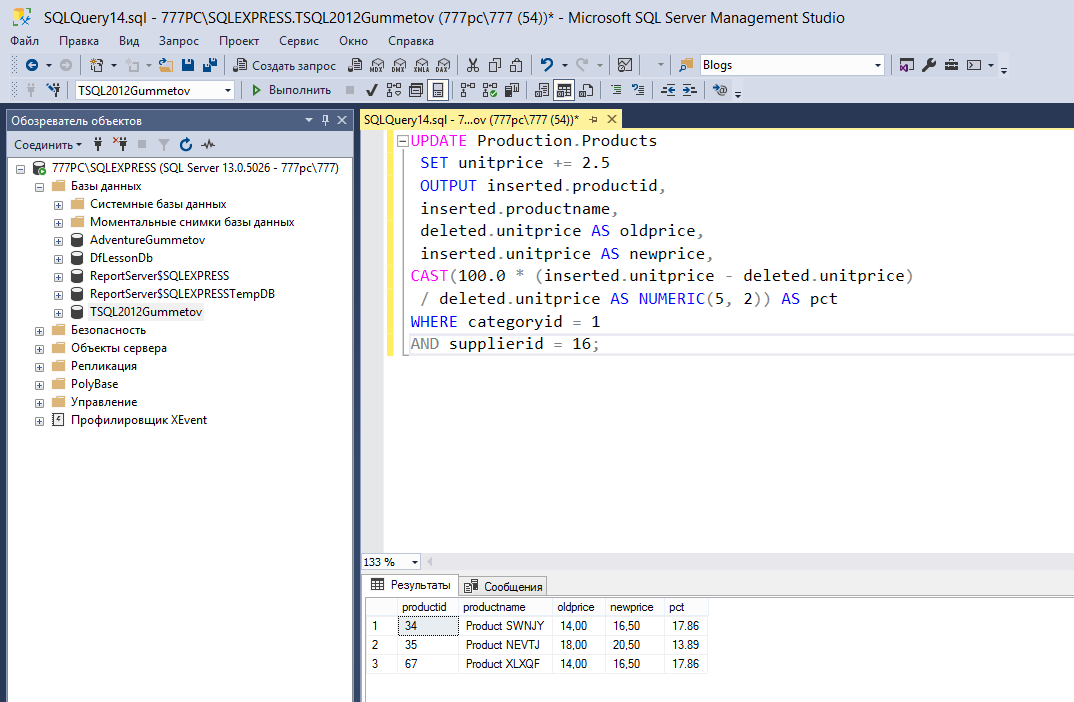 SQLQuery14.sql - 777PC\SQLEXPRESS.TSQL2012Gummetov (777pc\777 (54))* - Microsoft SQL Server Management Studio
Файл Правка Вид Запрос Проект Сервис Окно Справка
Создать запрос MDX DMX XMLA DAX Blogs
TSQL2012Gummetov Выполнить
Обозреватель объектов
SQLQuery14.sql - 7...ov (777pc\777 (54))*
Соединить
777PC\SQLEXPRESS (SQL Server 13.0.5026 - 777pc\777)
Базы данных
Системные базы данных
Моментальные снимки базы данных
AdventureGummetov
DfLessonDb
ReportServer$SQLEXPRESS
ReportServer$SQLEXPRESSTempDB
TSQL2012Gummetov
Безопасность
Объекты сервера
Репликация
PolyBase
Управление
Профилировщик XEvent
UPDATE Production.Products
SET unitprice += 2.5
OUTPUT inserted.productid,
inserted.productname,
deleted.unitprice AS oldprice,
inserted.unitprice AS newprice,
CAST(100.0 * (inserted.unitprice - deleted.unitprice)
/ deleted.unitprice AS NUMERIC(5, 2)) AS pct
WHERE categoryid = 1
AND supplierid = 16;
133 %
Результаты Сообщения
productid productname oldprice newprice pct
1 34 Product SWNJY 14,00 16,50 17.86
2 35 Product NEVTJ 18,00 20,50 13.89
3 67 Product XLXQF 14,00 16,50 17.86